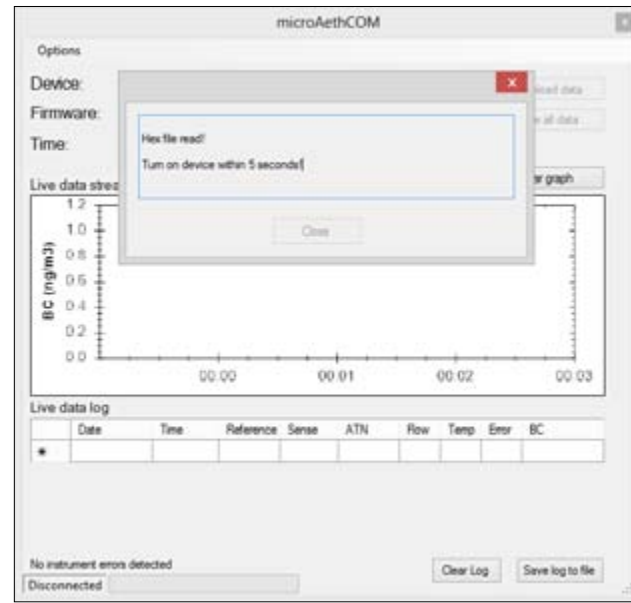 microAethCOM
Options
Device:
Firmware:
Time:
Hex file read!
Turn on device within 5 seconds!
Close
data
all data
graph
Live data strea
BC (ng/m3)
1.2
1.0
0.8
0.6
0.4
0.2
0.0
00:00 00:01 00:02 00:03
Live data log
Date Time Reference Sense ATN Flow Temp Error BC
No instrument errors detected
Clear Log Save log to file
Disconnected